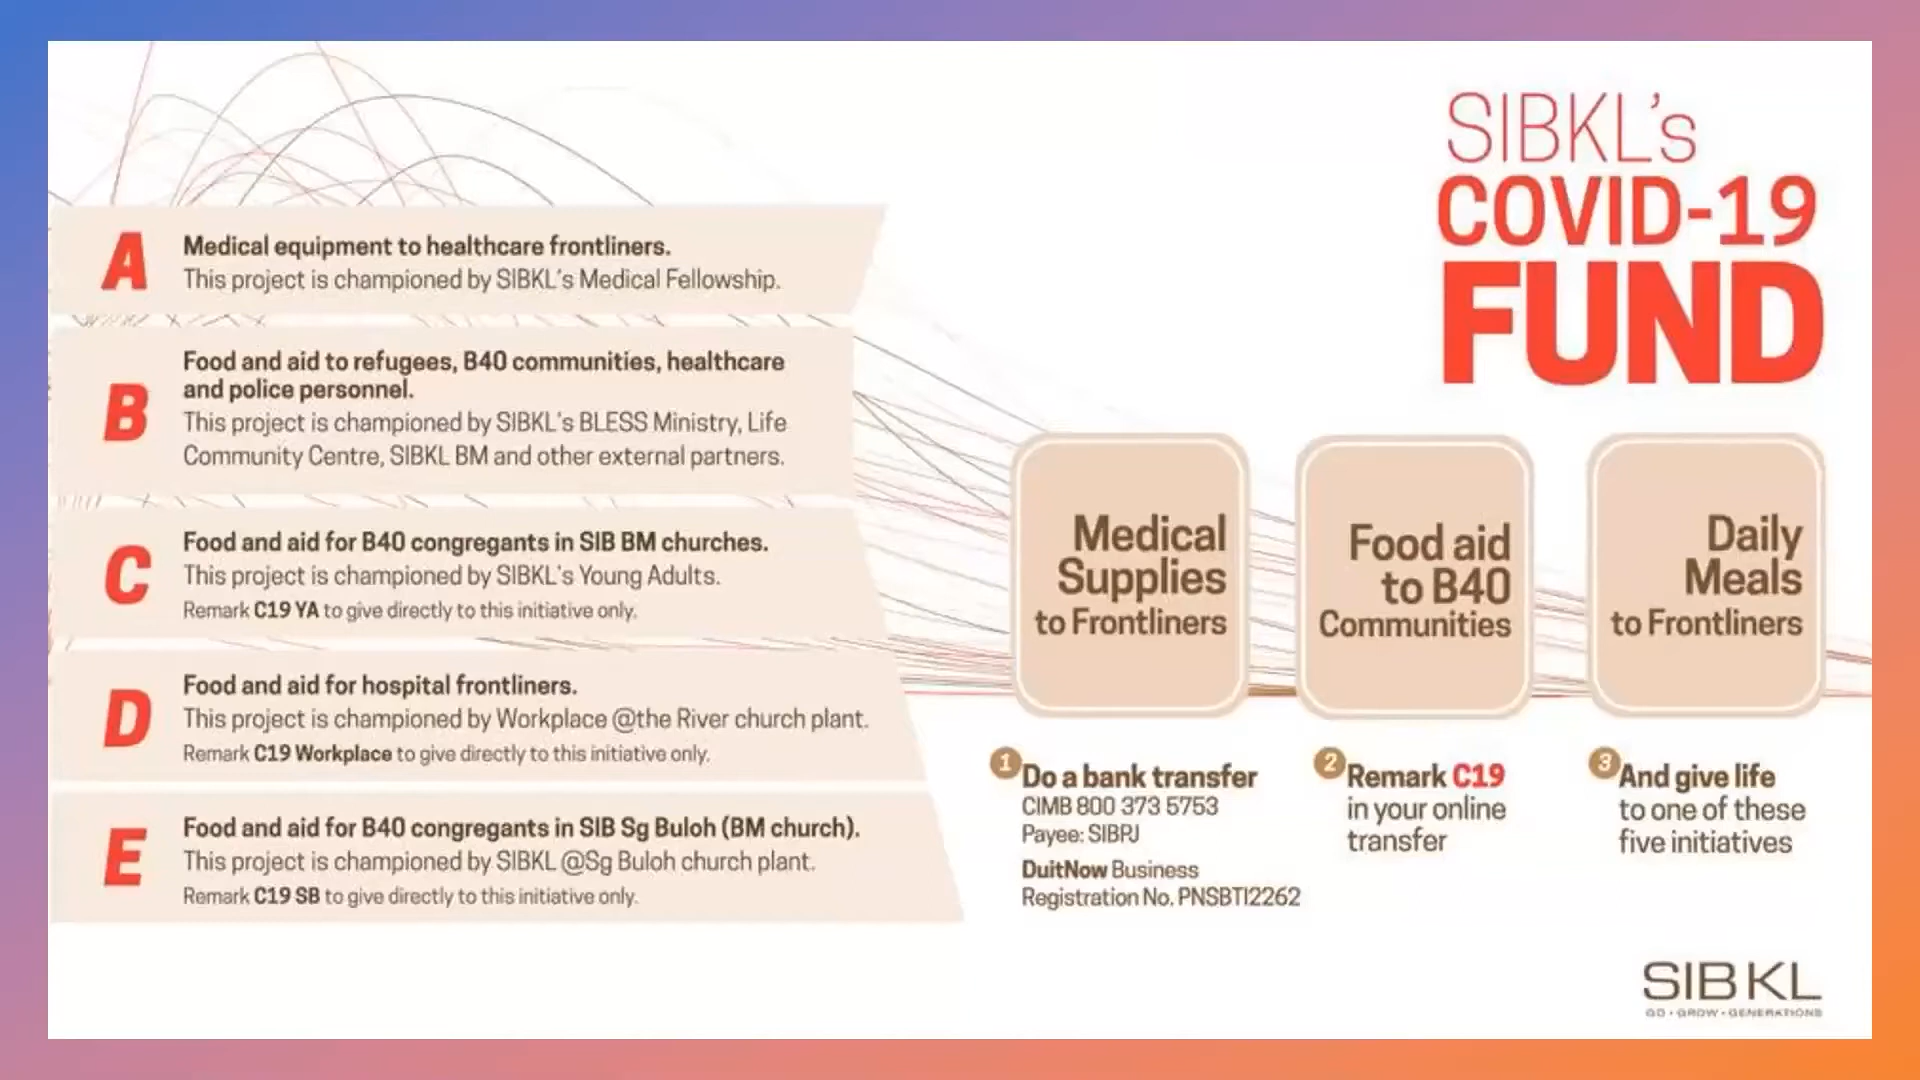 SIBKL's
COVID-19
FUND
A
Medical equipment to healthcare frontliners.
This project is championed by SIBKL's Medical Fellowship.
B
Food and aid to refugees, B40 communities, healthcare
and police personnel.
This project is championed by SIBKL's BLESS Ministry, Life
Community Centre, SIBKL BM and other external partners.
C
Food and aid for B40 congregants in SIB BM churches.
This project is championed by SIBKL's Young Adults.
Remark C19 YA to give directly to this initiative only.
D
Food and aid for hospital frontliners.
This project is championed by Workplace @the River church plant.
Remark C19 Workplace to give directly to this initiative only.
E
Food and aid for B40 congregants in SIB Sg Buloh (BM church).
This project is championed by SIBKL @Sg Buloh church plant.
Remark C19 SB to give directly to this initiative only.
Medical
Supplies
to Frontliners
Food aid
to B40
Communities
Daily
Meals
to Frontliners
1
Do a bank transfer
CIMB 800 373 5753
Payee: SIBPJ
DuitNow Business
Registration No. PNSBT12262
2
Remark C19
in your online
transfer
3
And give life
to one of these
five initiatives
SIBKL
GO • GROW • GENERATIONS